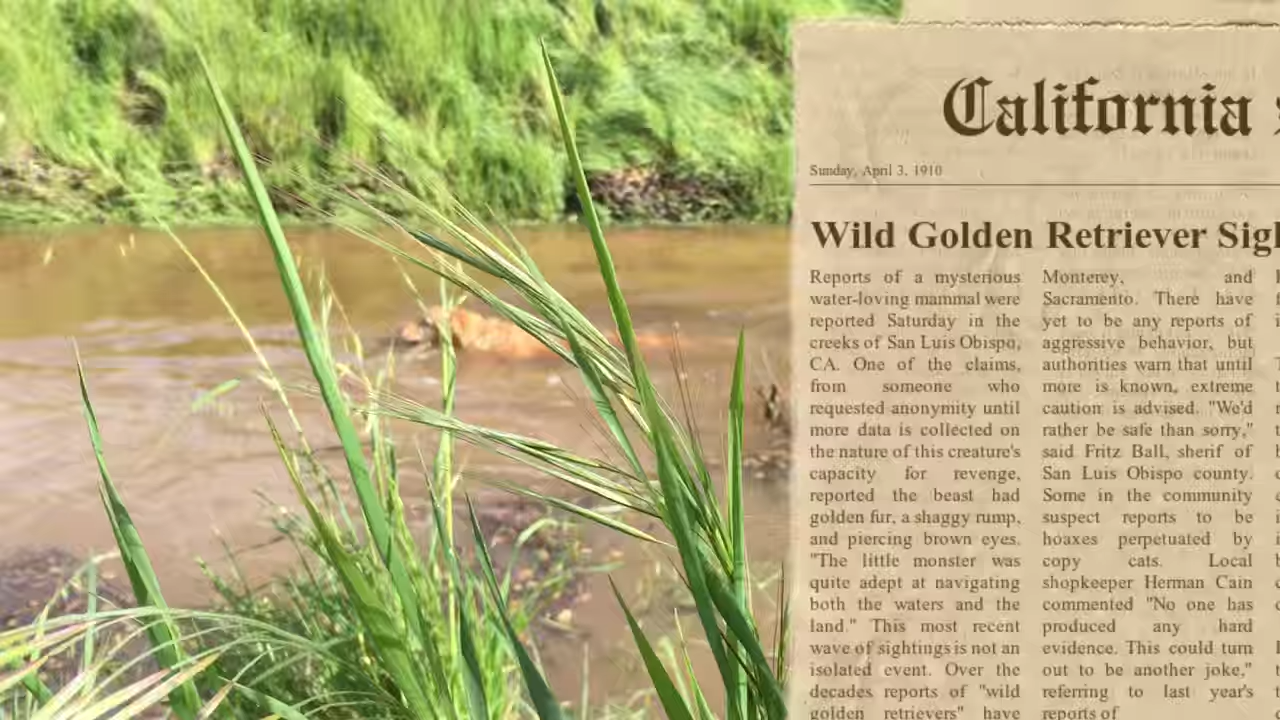 California
Sunday, April 3, 1910
Wild Golden Retriever
Reports of a mysterious
water-loving mammal were
reported Saturday in the
creeks of San Luis Obispo,
CA. One of the claims,
from someone who
requested anonymity until
more data is collected on
the nature of this creature's
capacity for revenge,
reported the beast had
golden fur, a shaggy rump,
and piercing brown eyes.
"The little monster was
quite adept at navigating
both the waters and the
land." This most recent
wave of sightings is not an
isolated event. Over the
decades reports of "wild
golden retrievers" have
Monterey, and
Sacramento. There have
yet to be any reports of
aggressive behavior, but
authorities warn that until
more is known, extreme
caution is advised. "We'd
rather be safe than sorry,"
said Fritz Ball, sherif of
San Luis Obispo county.
Some in the community
suspect reports to be
hoaxes perpetuated by
copy cats. Local
shopkeeper Herman Cain
commented "No one has
produced any hard
evidence. This could turn
out to be another joke,"
referring to last year's
reports of